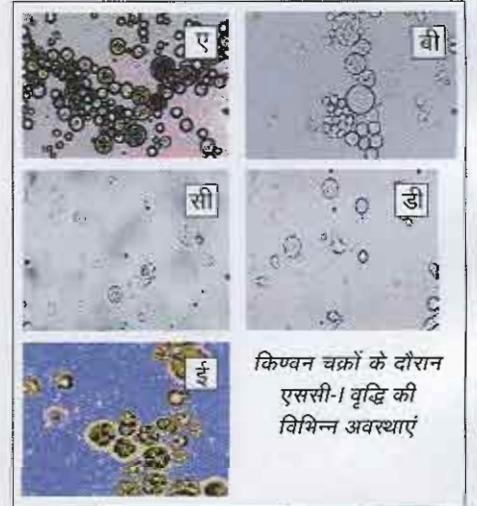 ए
बी
सी
डी
ई
किण्वन चक्रों के दौरान
एससी-I वृद्धि की
विभिन्न अवस्थाएं